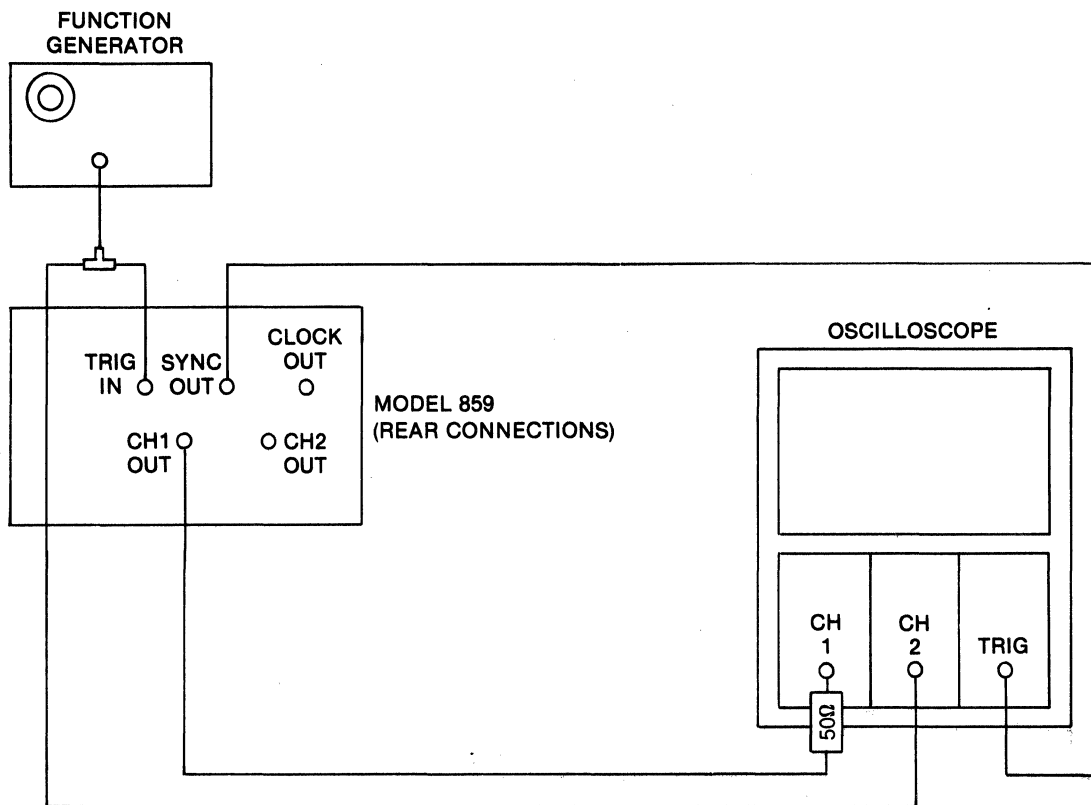 FUNCTION
GENERATOR
TRIG
IN
SYNC
OUT
CLOCK
OUT
CH1
OUT
CH2
OUT
MODEL 859
(REAR CONNECTIONS)
OSCILLOSCOPE
CH
1
CH
2
TRIG
50Ω